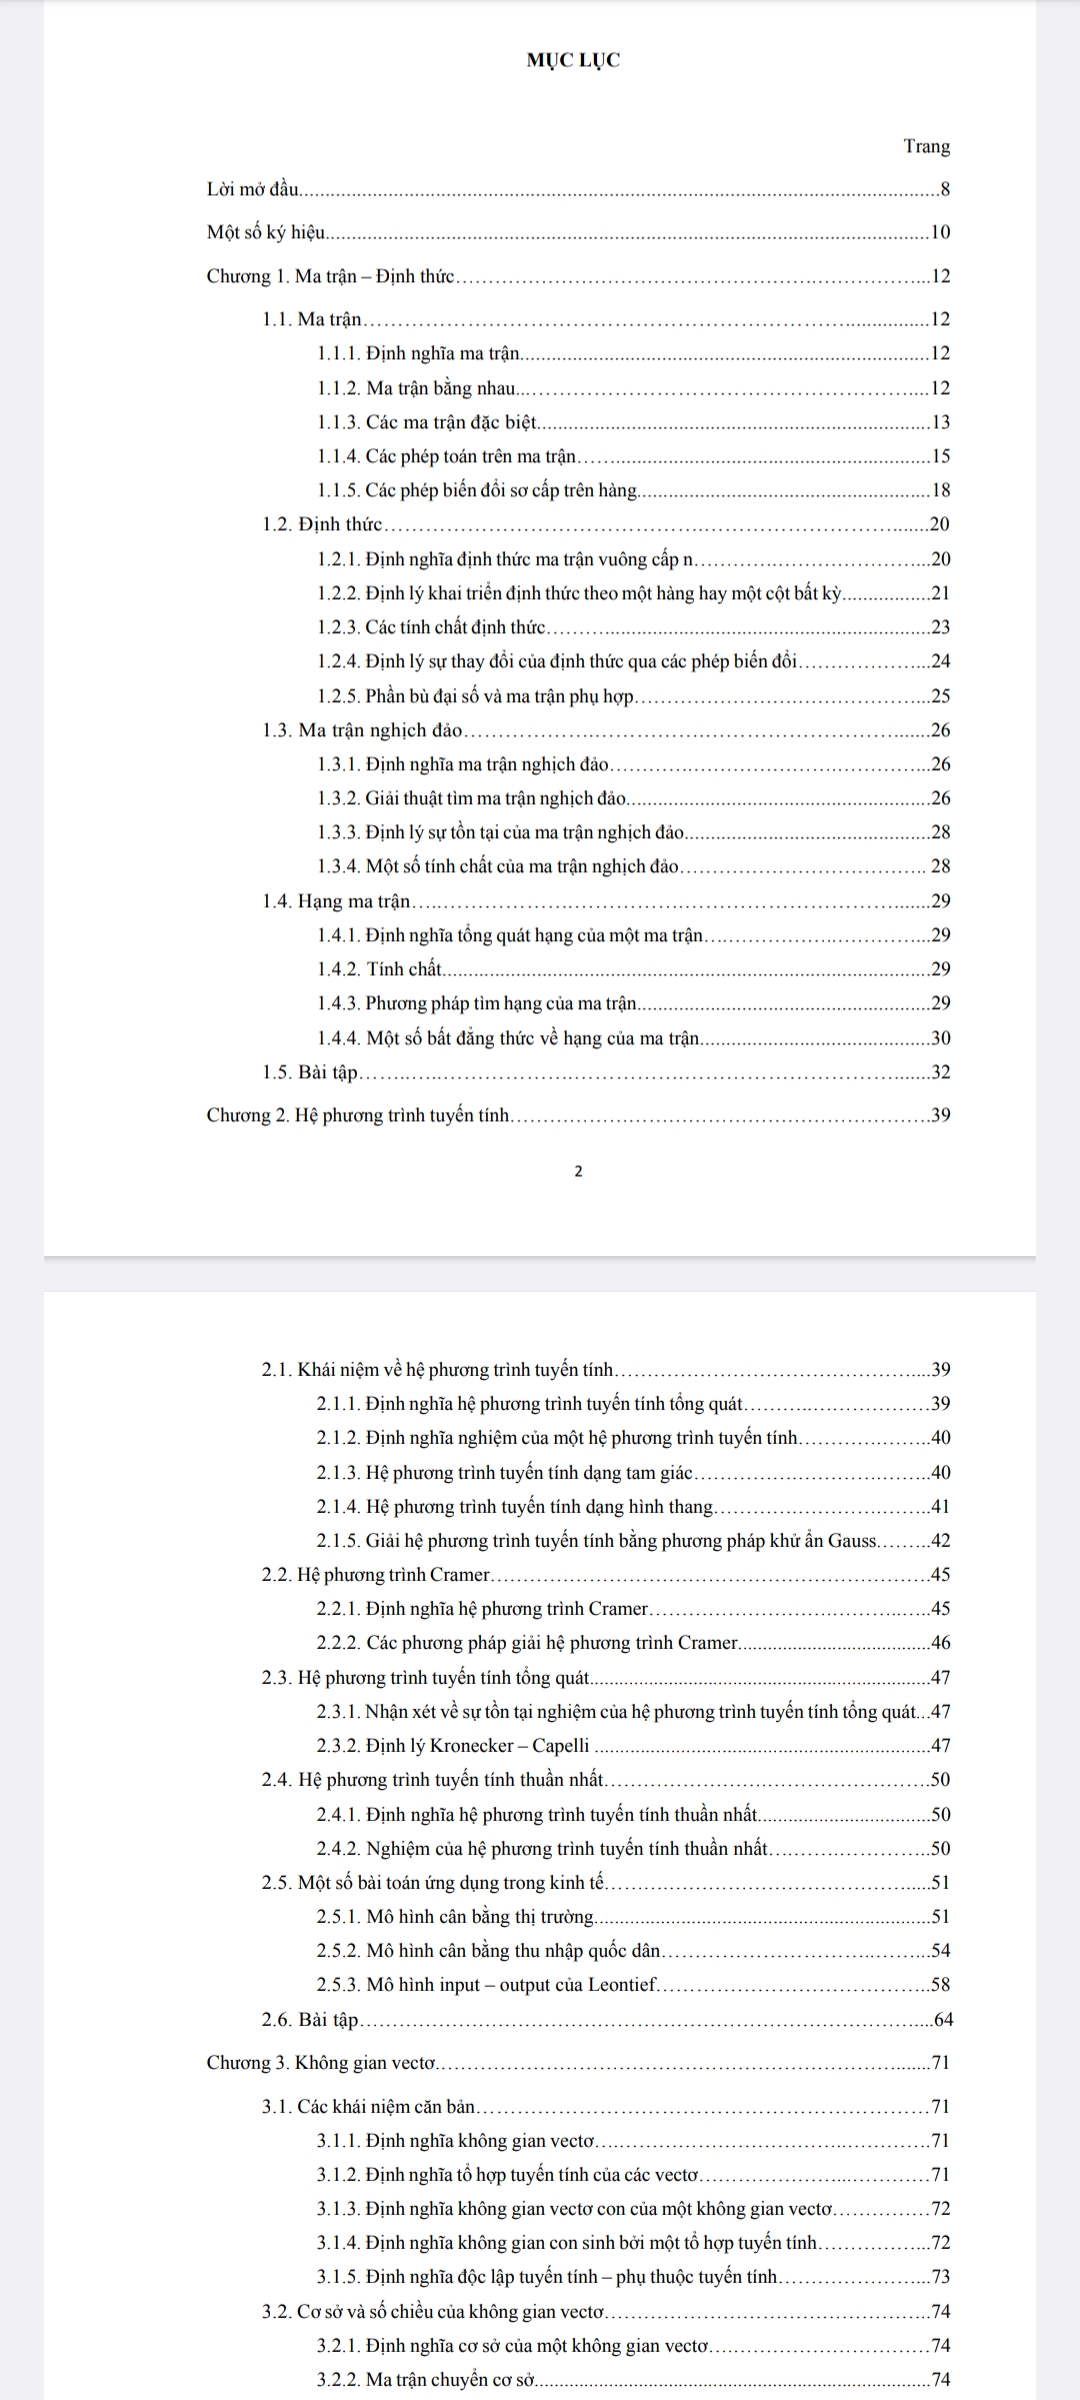 MỤC LỤC
Trang
Lời mở đầu..........8
Một số ký hiệu..........10
Chương 1. Ma trận – Định thức..........12
1.1. Ma trận..........12
1.1.1. Định nghĩa ma trận..........12
1.1.2. Ma trận bằng nhau..........12
1.1.3. Các ma trận đặc biệt..........13
1.1.4. Các phép toán trên ma trận..........15
1.1.5. Các phép biến đổi sơ cấp trên hàng..........18
1.2. Định thức..........20
1.2.1. Định nghĩa định thức ma trận vuông cấp n..........20
1.2.2. Định lý khai triển định thức theo một hàng hay một cột bất kỳ..........21
1.2.3. Các tính chất định thức..........23
1.2.4. Định lý sự thay đổi của định thức qua các phép biến đổi..........24
1.2.5. Phần bù đại số và ma trận phụ hợp..........25
1.3. Ma trận nghịch đảo..........26
1.3.1. Định nghĩa ma trận nghịch đảo..........26
1.3.2. Giải thuật tìm ma trận nghịch đảo..........26
1.3.3. Định lý sự tồn tại của ma trận nghịch đảo..........28
1.3.4. Một số tính chất của ma trận nghịch đảo.......... 28
1.4. Hạng ma trận..........29
1.4.1. Định nghĩa tổng quát hạng của một ma trận..........29
1.4.2. Tính chất..........29
1.4.3. Phương pháp tìm hạng của ma trận..........29
1.4.4. Một số bất đẳng thức về hạng của ma trận..........30
1.5. Bài tập..........32
Chương 2. Hệ phương trình tuyến tính..........39
2
2.1. Khái niệm về hệ phương trình tuyến tính..........39
2.1.1. Định nghĩa hệ phương trình tuyến tính tổng quát..........39
2.1.2. Định nghĩa nghiệm của một hệ phương trình tuyến tính..........40
2.1.3. Hệ phương trình tuyến tính dạng tam giác..........40
2.1.4. Hệ phương trình tuyến tính dạng hình thang..........41
2.1.5. Giải hệ phương trình tuyến tính bằng phương pháp khử ẩn Gauss..........42
2.2. Hệ phương trình Cramer..........45
2.2.1. Định nghĩa hệ phương trình Cramer..........45
2.2.2. Các phương pháp giải hệ phương trình Cramer..........46
2.3. Hệ phương trình tuyến tính tổng quát..........47
2.3.1. Nhận xét về sự tồn tại nghiệm của hệ phương trình tuyến tính tổng quát...47
2.3.2. Định lý Kronecker – Capelli ..........47
2.4. Hệ phương trình tuyến tính thuần nhất..........50
2.4.1. Định nghĩa hệ phương trình tuyến tính thuần nhất..........50
2.4.2. Nghiệm của hệ phương trình tuyến tính thuần nhất..........50
2.5. Một số bài toán ứng dụng trong kinh tế..........51
2.5.1. Mô hình cân bằng thị trường..........51
2.5.2. Mô hình cân bằng thu nhập quốc dân..........54
2.5.3. Mô hình input – output của Leontief..........58
2.6. Bài tập..........64
Chương 3. Không gian vectơ..........71
3.1. Các khái niệm căn bản..........71
3.1.1. Định nghĩa không gian vectơ..........71
3.1.2. Định nghĩa tổ hợp tuyến tính của các vectơ..........71
3.1.3. Định nghĩa không gian vectơ con của một không gian vectơ..........72
3.1.4. Định nghĩa không gian con sinh bởi một tổ hợp tuyến tính..........72
3.1.5. Định nghĩa độc lập tuyến tính – phụ thuộc tuyến tính..........73
3.2. Cơ sở và số chiều của không gian vectơ..........74
3.2.1. Định nghĩa cơ sở của một không gian vectơ..........74
3.2.2. Ma trận chuyển cơ sở..........74